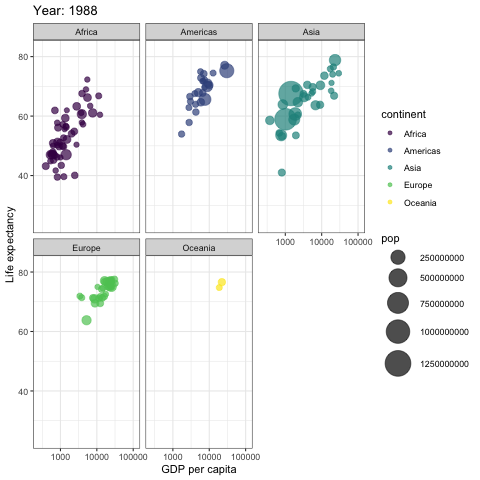 Year: 1988
Africa
Americas
Asia
80
60
40
1000
10000
100000
Europe
Oceania
80
60
40
1000
10000
100000
1000
10000
100000
Life expectancy
GDP per capita
continent
Africa
Americas
Asia
Europe
Oceania
pop
250000000
500000000
750000000
1000000000
1250000000